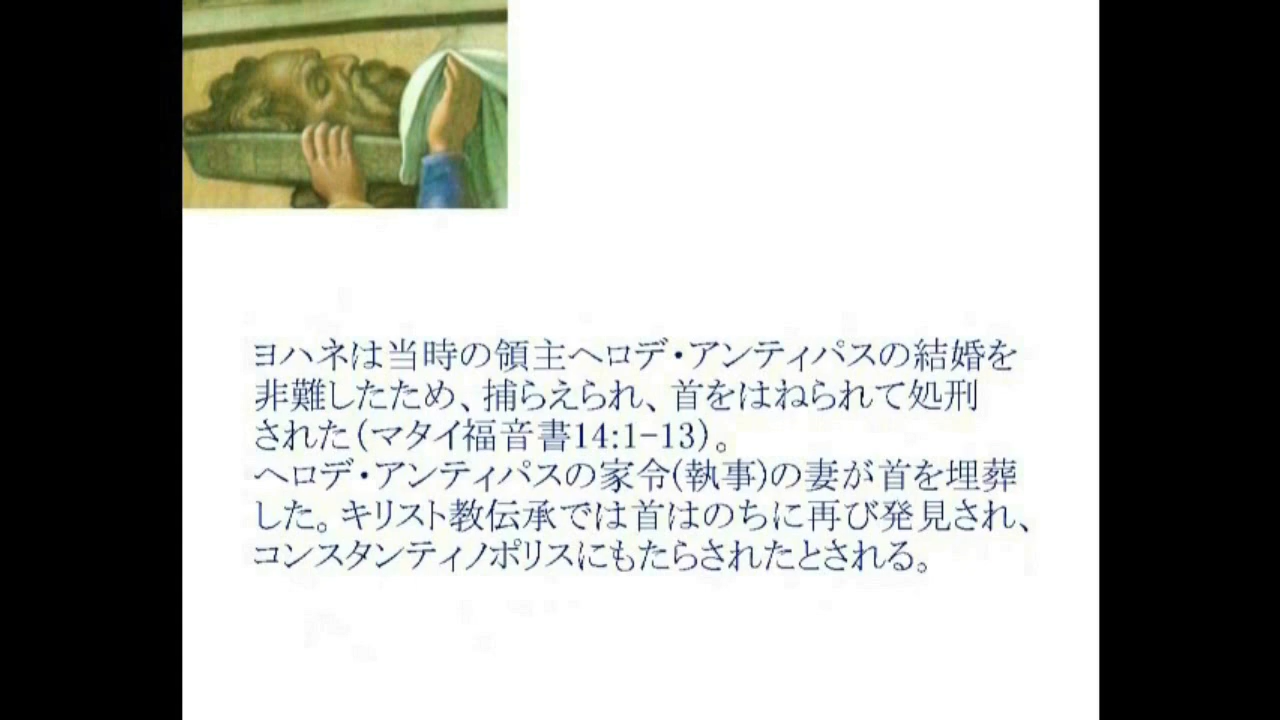 ヨハネは当時の領主ヘロデ・アンティパスの結婚を
非難したため、捕らえられ、首をはねられて処刑
された（マタイ福音書14:1-13）。
ヘロデ・アンティパスの家令(執事)の妻が首を埋葬
した。キリスト教伝承では首はのちに再び発見され、
コンスタンティノポリスにもたらされたとされる。